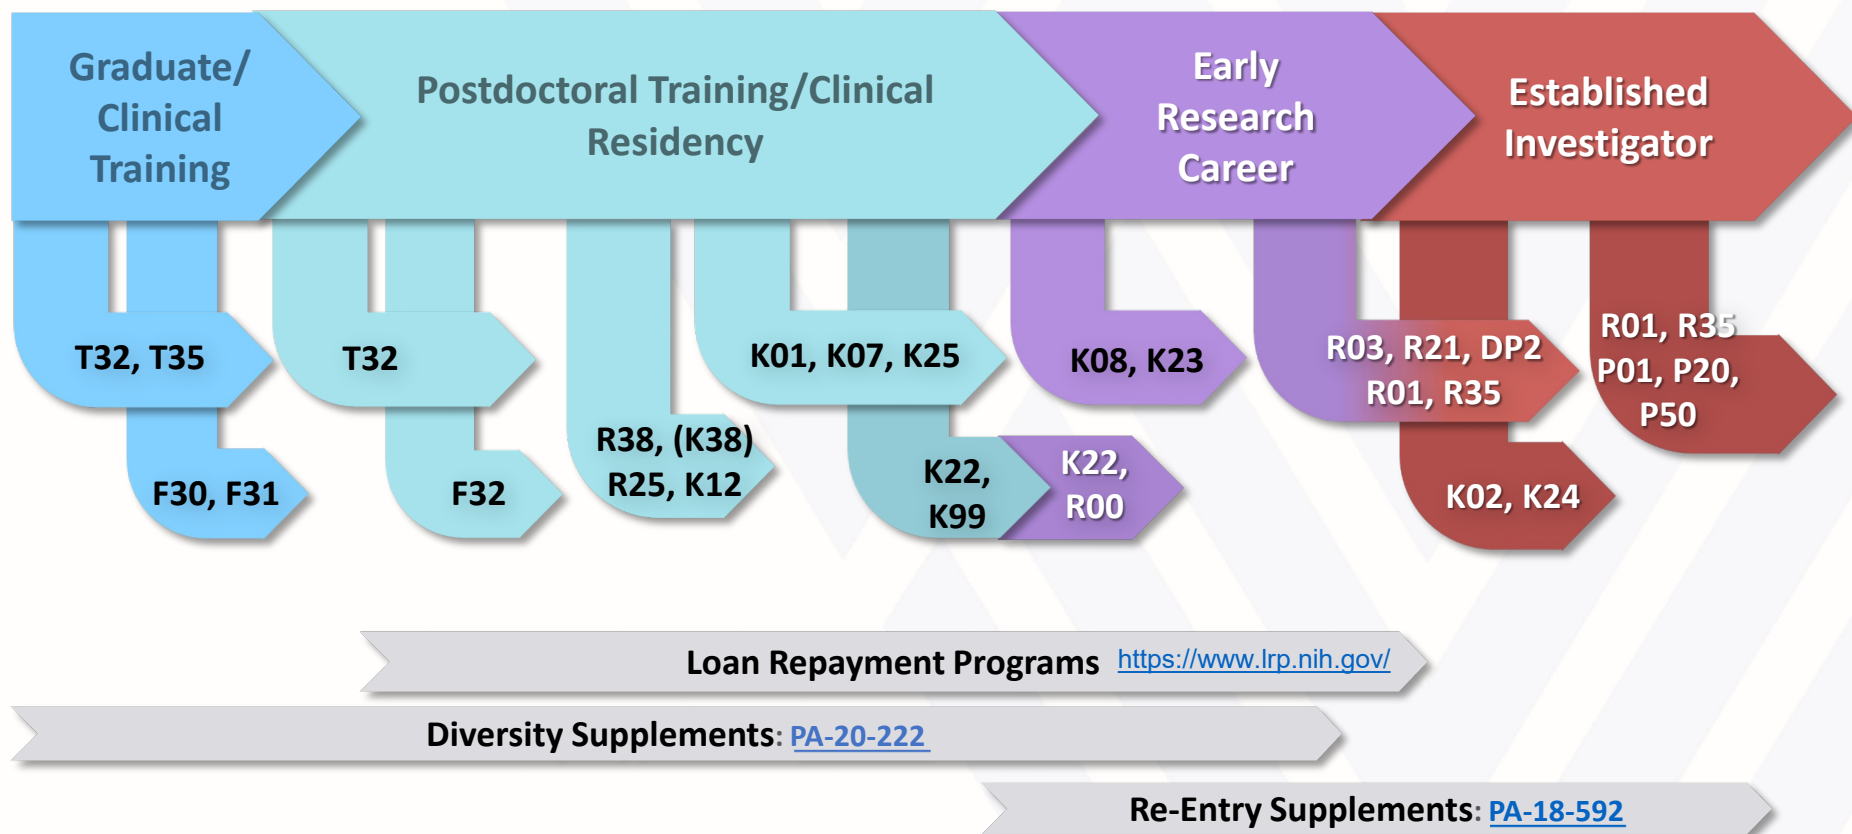 Graduate/
Clinical
Training
Postdoctoral Training/Clinical
Residency
Early
Research
Career
Established
Investigator
T32, T35
F30, F31
T32
F32
R38, (K38)
R25, K12
K01, K07, K25
K22,
K99
K22,
R00
K08, K23
R03, R21, DP2
R01, R35
K02, K24
R01, R35
P01, P20,
P50
Loan Repayment Programs https://www.lrp.nih.gov/
Diversity Supplements: PA-20-222
Re-Entry Supplements: PA-18-592